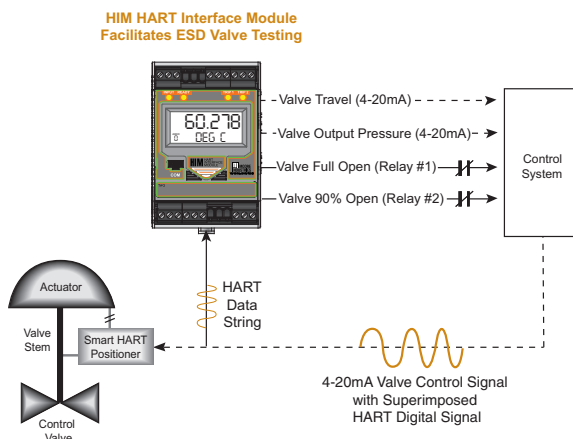 HIM HART Interface Module
Facilitates ESD Valve Testing
60.278
DEG C
HIM
COM
Valve Travel (4-20mA)
Valve Output Pressure (4-20mA)
Valve Full Open (Relay #1)
Valve 90% Open (Relay #2)
Control
System
HART
Data
String
Actuator
Valve
Stem
Smart HART
Positioner
Control
Valve
4-20mA Valve Control Signal
with Superimposed
HART Digital Signal